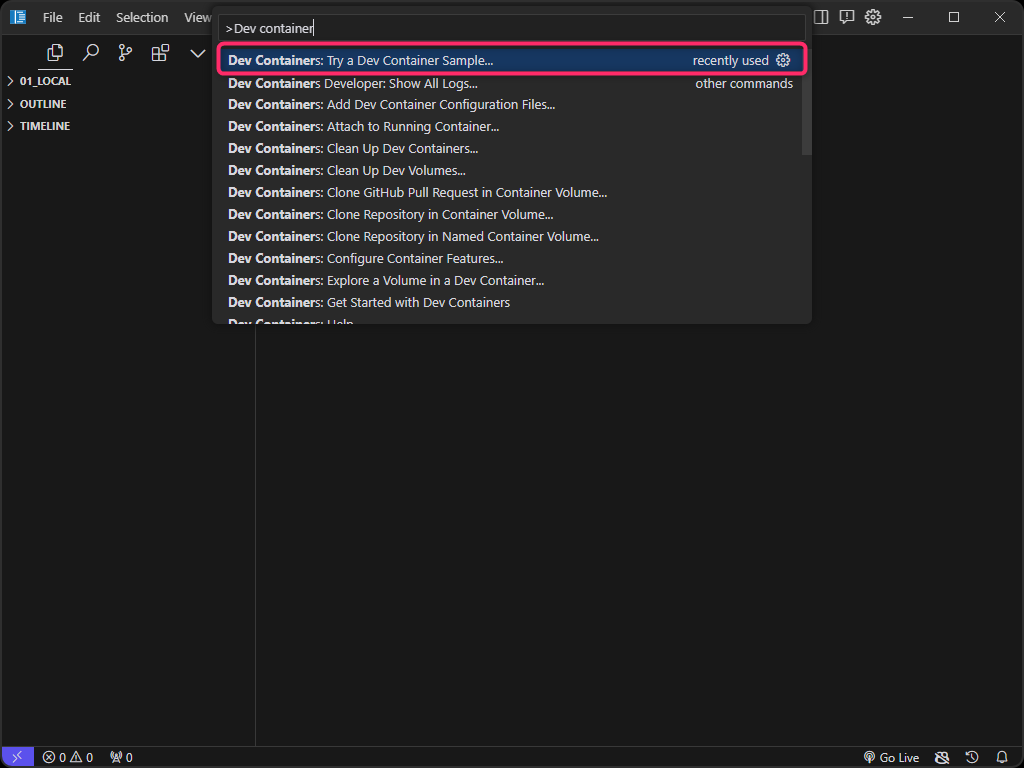 File Edit Selection View
>Dev container
Dev Containers: Try a Dev Container Sample... recently used
Dev Containers Developer: Show All Logs... other commands
Dev Containers: Add Dev Container Configuration Files...
Dev Containers: Attach to Running Container...
Dev Containers: Clean Up Dev Containers...
Dev Containers: Clean Up Dev Volumes...
Dev Containers: Clone GitHub Pull Request in Container Volume...
Dev Containers: Clone Repository in Container Volume...
Dev Containers: Clone Repository in Named Container Volume...
Dev Containers: Configure Container Features...
Dev Containers: Explore a Volume in a Dev Container...
Dev Containers: Get Started with Dev Containers
Dev Containers: Help
01_LOCAL
OUTLINE
TIMELINE
0 0 0 Go Live